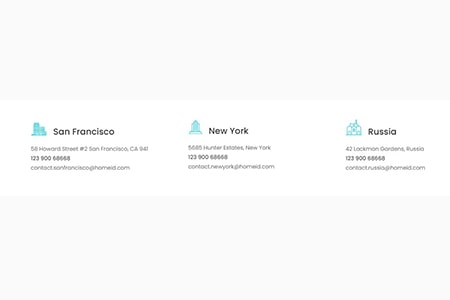 San Francisco
58 Howard Street #2 San Francisco, CA 941
123 900 68668
contact.sanfrancisco@homeid.com
New York
5685 Hunter Estates, New York
123 900 68668
contact.newyork@homeid.com
Russia
42 Lockman Gardens, Russia
123 900 68668
contact.russia@homeid.com